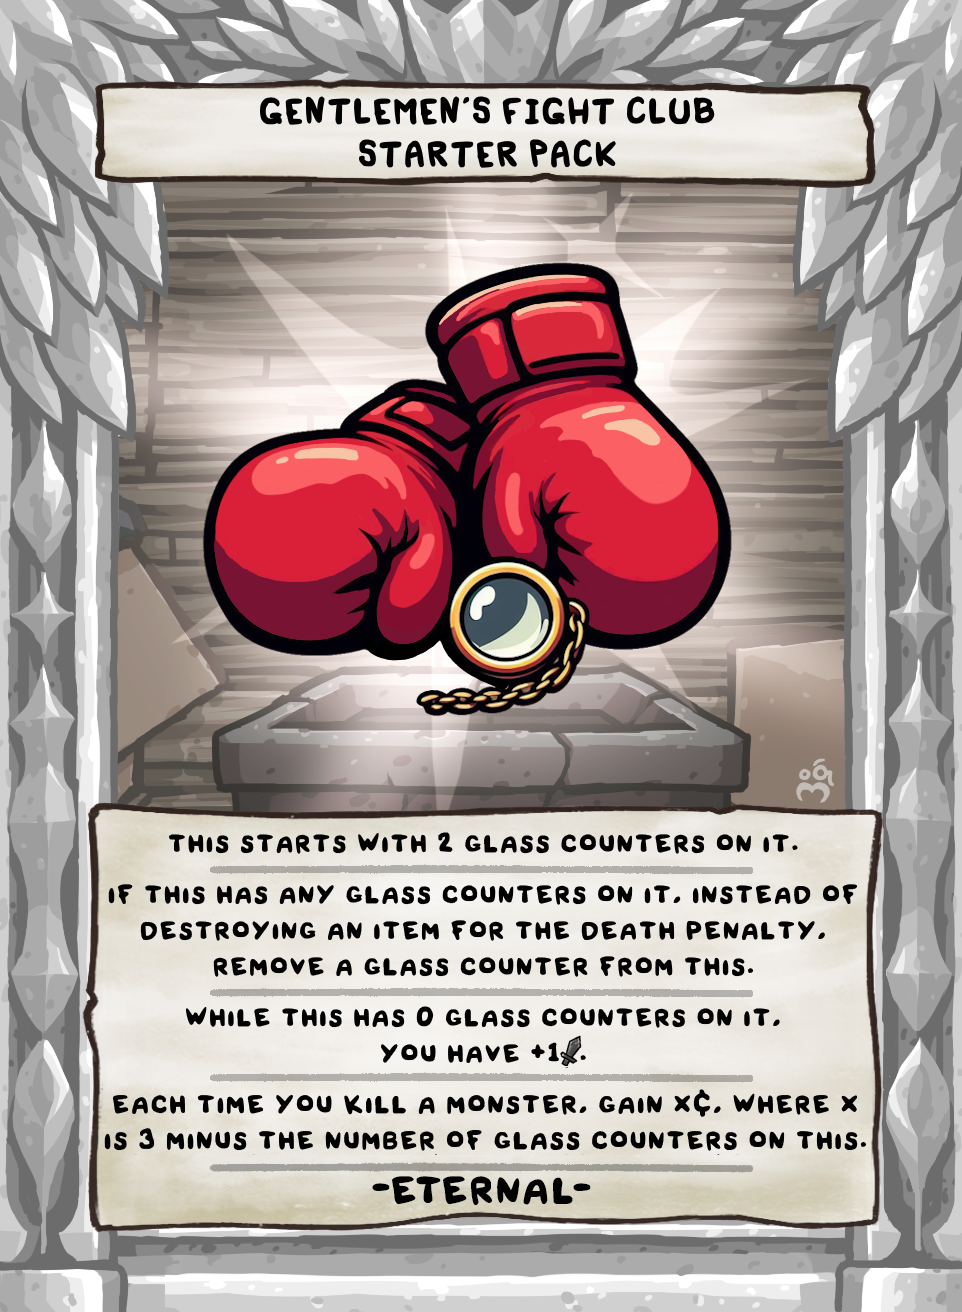 GENTLEMEN'S FIGHT CLUB
STARTER PACK
THIS STARTS WITH 2 GLASS COUNTERS ON IT.
IF THIS HAS ANY GLASS COUNTERS ON IT, INSTEAD OF
DESTROYING AN ITEM FOR THE DEATH PENALTY,
REMOVE A GLASS COUNTER FROM THIS.
WHILE THIS HAS 0 GLASS COUNTERS ON IT,
YOU HAVE +1.
EACH TIME YOU KILL A MONSTER, GAIN X¢, WHERE X
IS 3 MINUS THE NUMBER OF GLASS COUNTERS ON THIS.
-ETERNAL-